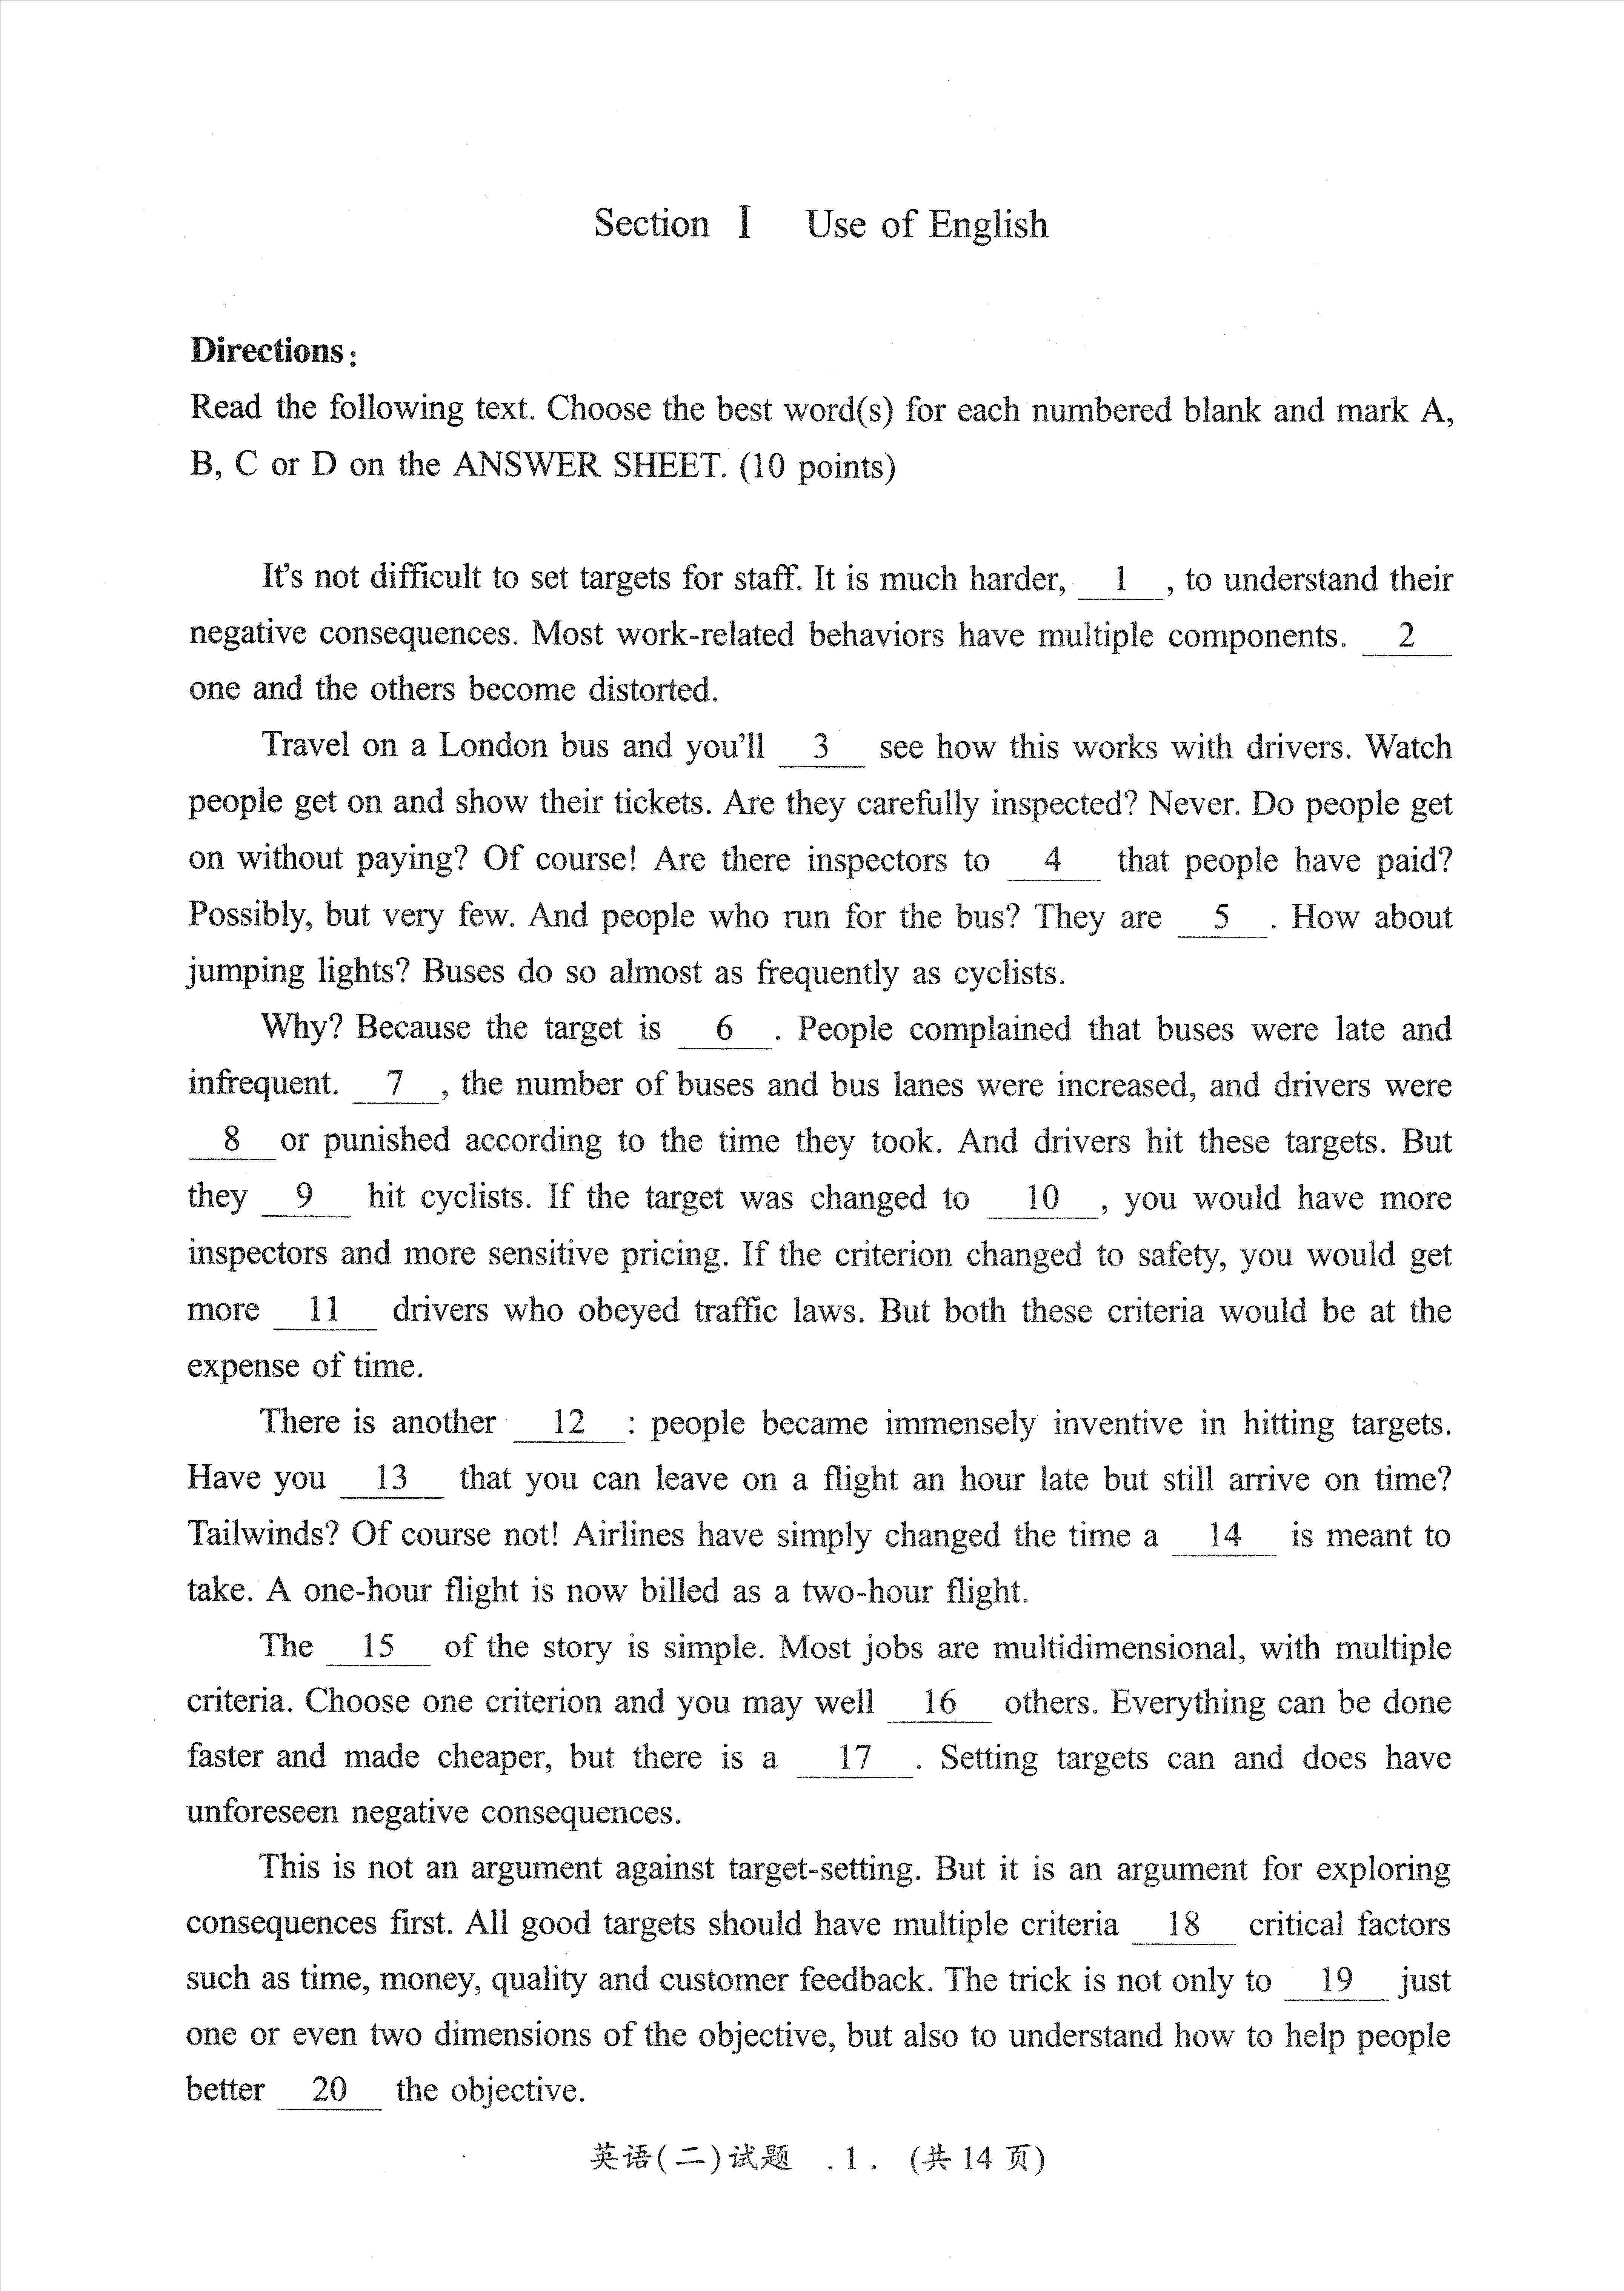 Section Ⅰ Use of English
Directions:
Read the following text. Choose the best word(s) for each numbered blank and mark A,
B, C or D on the ANSWER SHEET. (10 points)
It's not difficult to set targets for staff. It is much harder, 1 , to understand their
negative consequences. Most work-related behaviors have multiple components. 2
one and the others become distorted.
Travel on a London bus and you'll 3 see how this works with drivers. Watch
people get on and show their tickets. Are they carefully inspected? Never. Do people get
on without paying? Of course! Are there inspectors to 4 that people have paid?
Possibly, but very few. And people who run for the bus? They are 5 . How about
jumping lights? Buses do so almost as frequently as cyclists.
Why? Because the target is 6 . People complained that buses were late and
infrequent. 7 , the number of buses and bus lanes were increased, and drivers were
8 or punished according to the time they took. And drivers hit these targets. But
they 9 hit cyclists. If the target was changed to 10 , you would have more
inspectors and more sensitive pricing. If the criterion changed to safety, you would get
more 11 drivers who obeyed traffic laws. But both these criteria would be at the
expense of time.
There is another 12 : people became immensely inventive in hitting targets.
Have you 13 that you can leave on a flight an hour late but still arrive on time?
Tailwinds? Of course not! Airlines have simply changed the time a 14 is meant to
take. A one-hour flight is now billed as a two-hour flight.
The 15 of the story is simple. Most jobs are multidimensional, with multiple
criteria. Choose one criterion and you may well 16 others. Everything can be done
faster and made cheaper, but there is a 17 . Setting targets can and does have
unforeseen negative consequences.
This is not an argument against target-setting. But it is an argument for exploring
consequences first. All good targets should have multiple criteria 18 critical factors
such as time, money, quality and customer feedback. The trick is not only to 19 just
one or even two dimensions of the objective, but also to understand how to help people
better 20 the objective.
英语(二)试题 . 1 . (共14页)